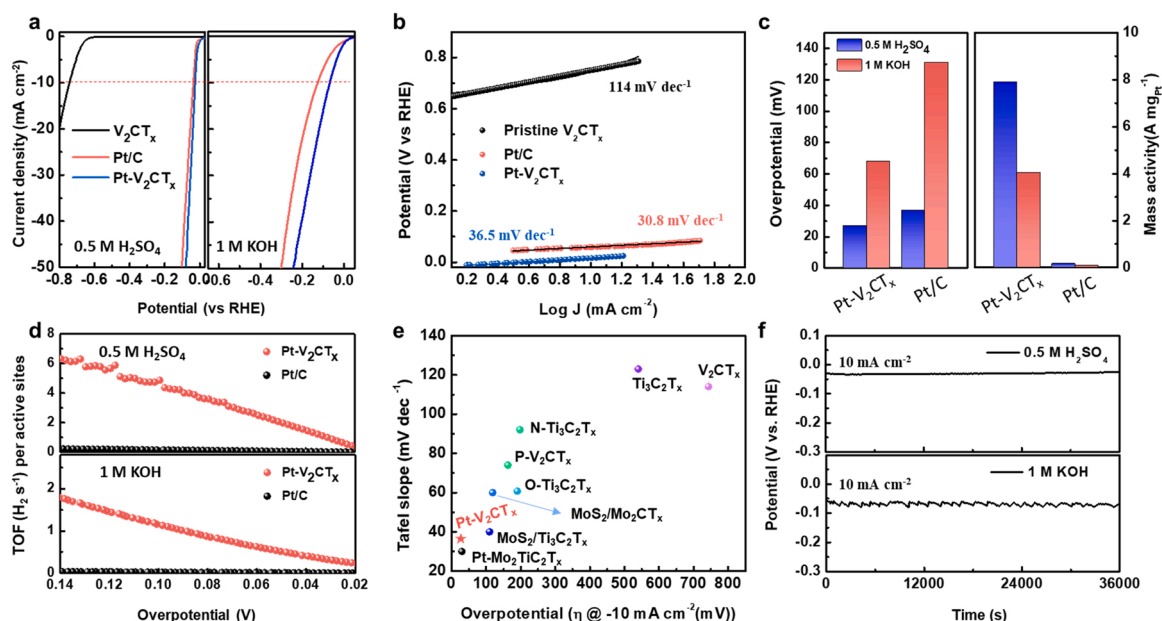 a
Current density (mA cm⁻²)
0
-10
-20
-30
-40
-50
V₂CTₓ
Pt/C
Pt-V₂CTₓ
0.5 M H₂SO₄
1 M KOH
-0.8 -0.6 -0.4 -0.2 -0.4 -0.2 0.0
Potential (vs RHE)
b
Potential (V vs RHE)
0.8
0.6
0.4
0.2
0.0
114 mV dec⁻¹
Pristine V₂CTₓ
Pt/C
Pt-V₂CTₓ
36.5 mV dec⁻¹
30.8 mV dec⁻¹
0.4 0.8 1.2 1.6 2.0
Log J (mA cm⁻²)
c
Overpotential (mV)
140
120
100
80
60
40
20
0
0.5 M H₂SO₄
1 M KOH
Pt-V₂CTₓ
Pt/C
Pt-V₂CTₓ
Pt/C
10
8
6
4
2
0
Mass activity(A mgPt⁻¹)
d
TOF (H₂ s⁻¹) per active sites
6
4
2
0
0.5 M H₂SO₄
Pt-V₂CTₓ
Pt/C
2
1
0
1 M KOH
Pt-V₂CTₓ
Pt/C
0.14 0.12 0.10 0.08 0.06 0.04 0.02
Overpotential (V)
e
Tafel slope (mV dec⁻¹)
140
120
100
80
60
40
20
Ti₃C₂Tₓ
V₂CTₓ
N-Ti₃C₂Tₓ
P-V₂CTₓ
O-Ti₃C₂Tₓ
MoS₂/Mo₂CTₓ
Pt-V₂CTₓ
MoS₂/Ti₃C₂Tₓ
Pt-Mo₂TiC₂Tₓ
0 100 200 300 400 500 600 700 800
Overpotential (η @ -10 mA cm⁻²(mV))
f
Potential (V vs. RHE)
0.1
0.0
-0.1
-0.2
-0.3
10 mA cm⁻²
0.5 M H₂SO₄
0.1
0.0
-0.1
-0.2
-0.3
10 mA cm⁻²
1 M KOH
0 12000 24000 36000
Time (s)